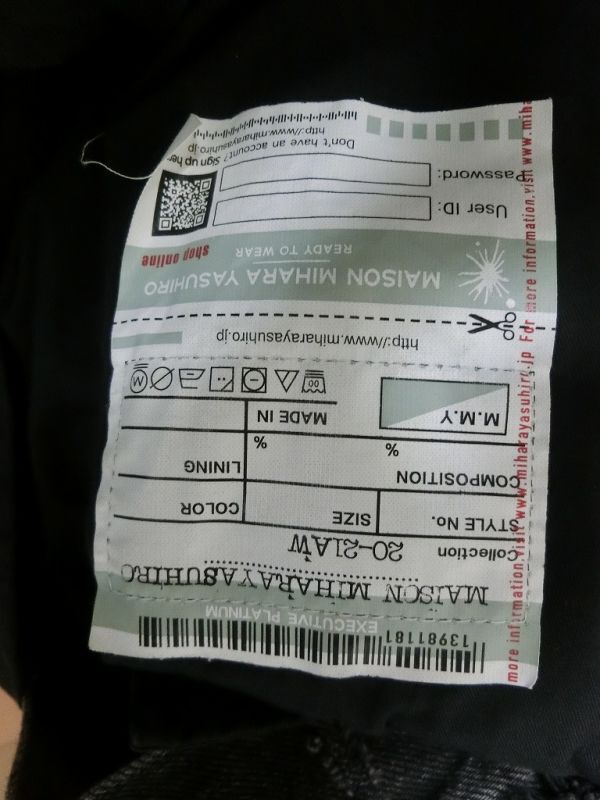 13981181
EXECUTIVE PLATINUM
MAISON MIHARAYASUHIRO
Collection 20-21AW
STYLE No. SIZE COLOR
COMPOSITION LINING
% %
M.M.Y MADE IN
http://www.miharayasuhiro.jp
MAISON MIHARA YASUHIRO
READY TO WEAR
shop online
User ID:
Password:
Don't have an account? Sign up her
http://www.miharayasuhiro.jp
more information.visit www.miharayasuhiro.jp For more information.visit www.miha